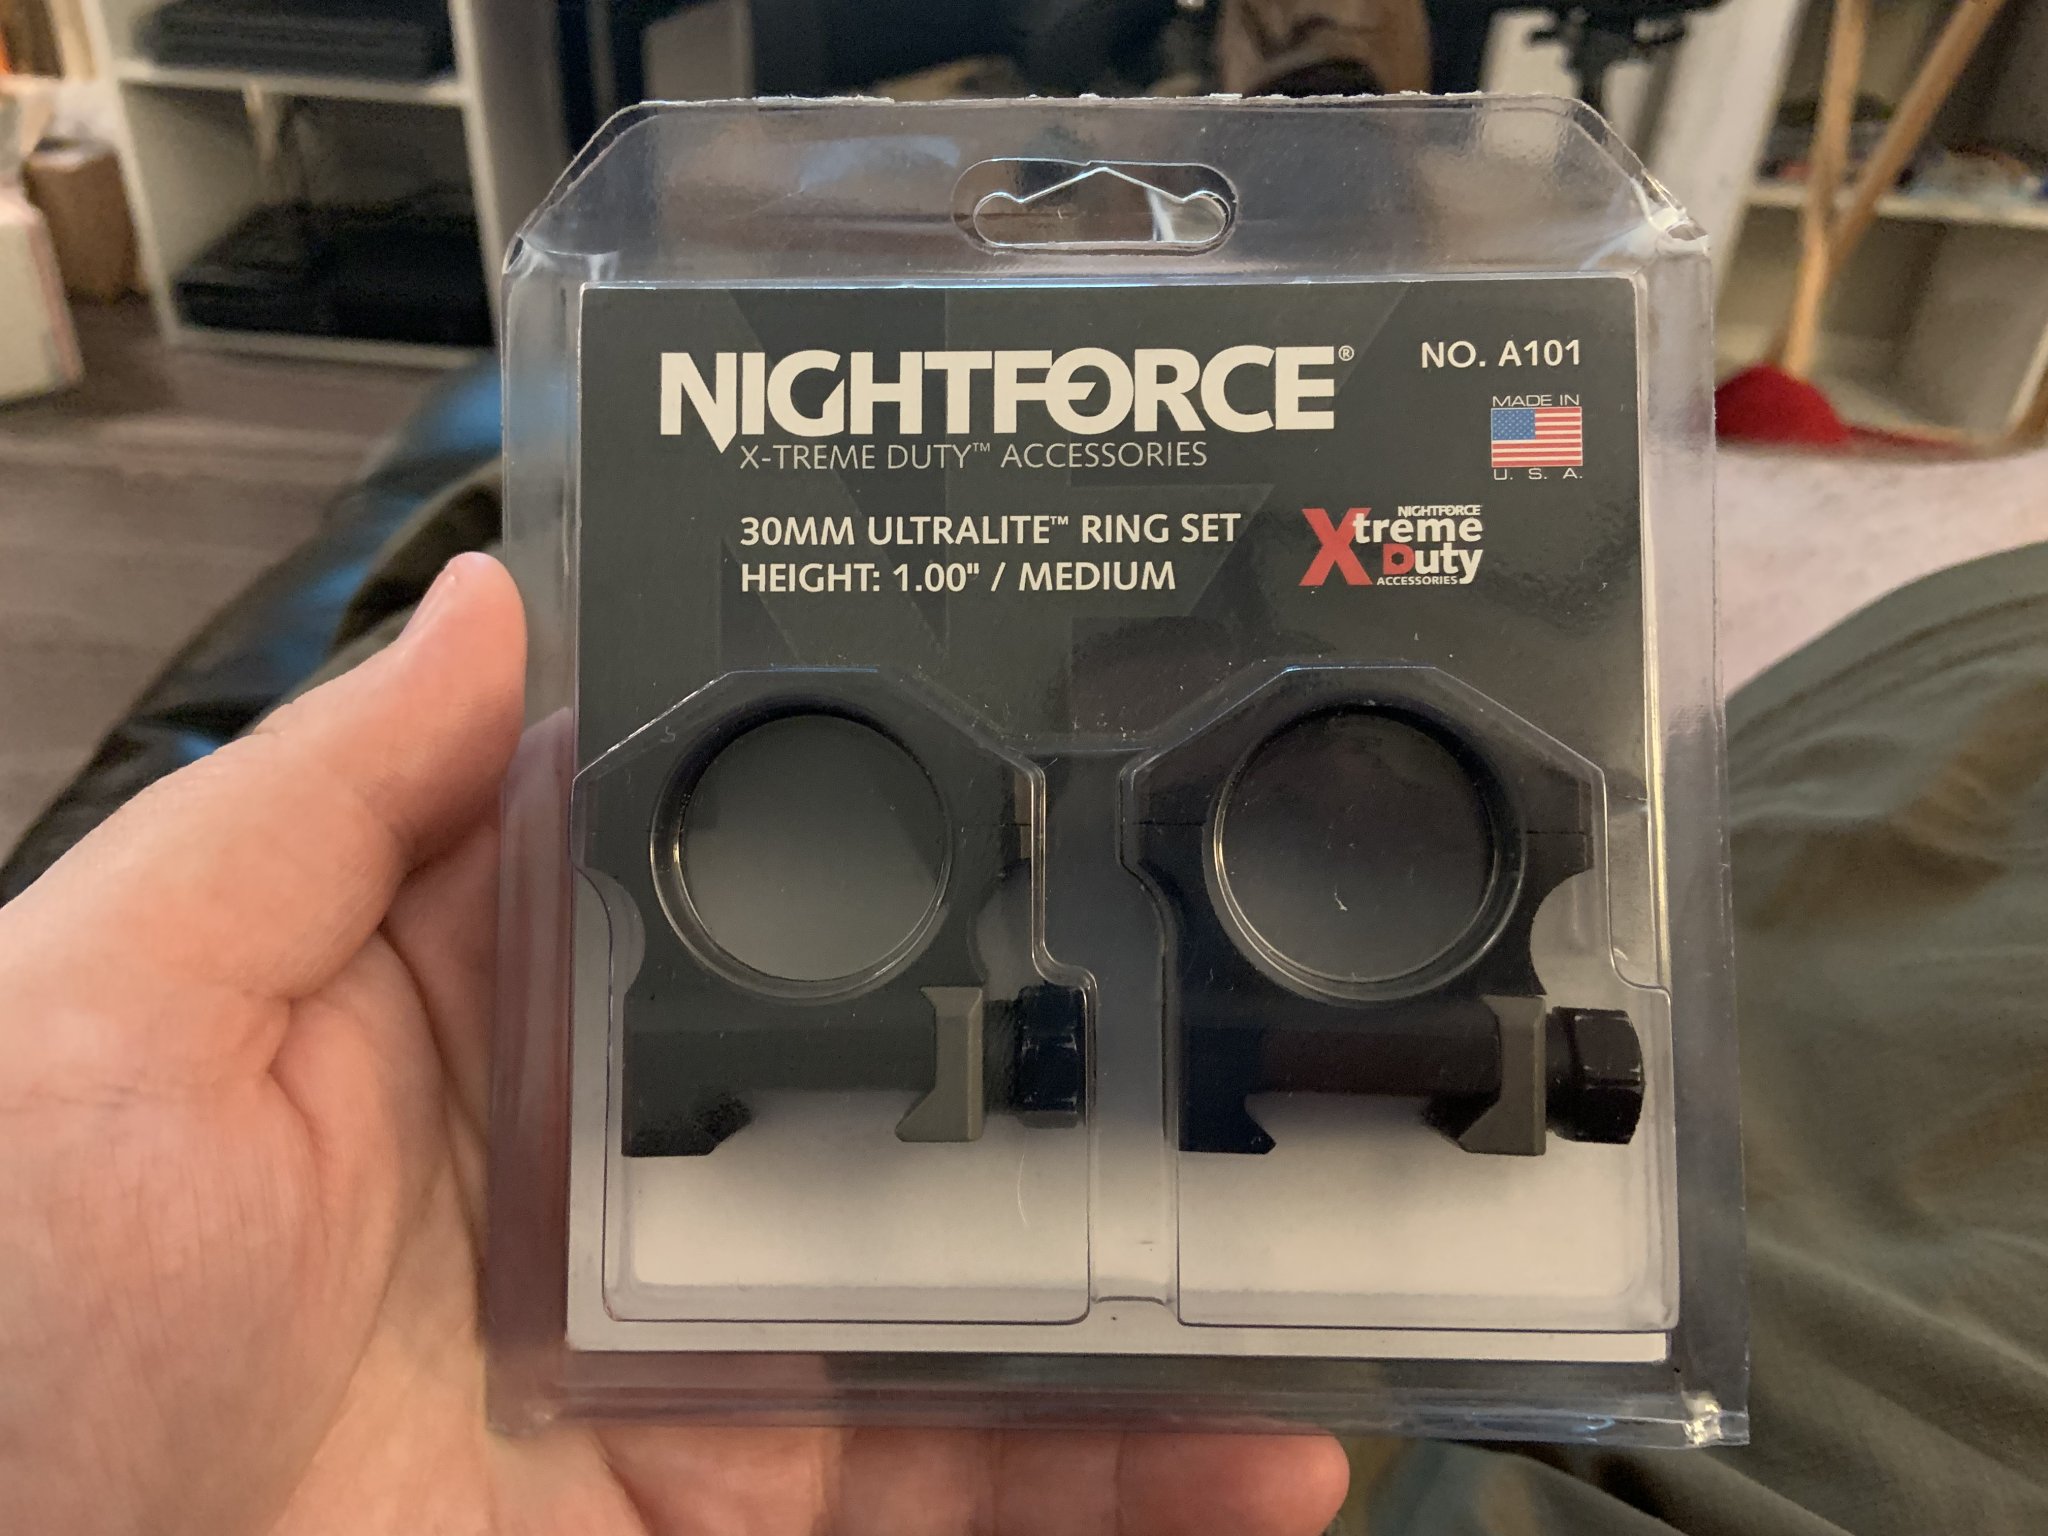 NIGHTFORCE®
X-TREME DUTY™ ACCESSORIES
NO. A101
MADE IN
U. S. A.
30MM ULTRALITE™ RING SET
HEIGHT: 1.00" / MEDIUM
NIGHTFORCE
Xtreme
Duty
ACCESSORIES